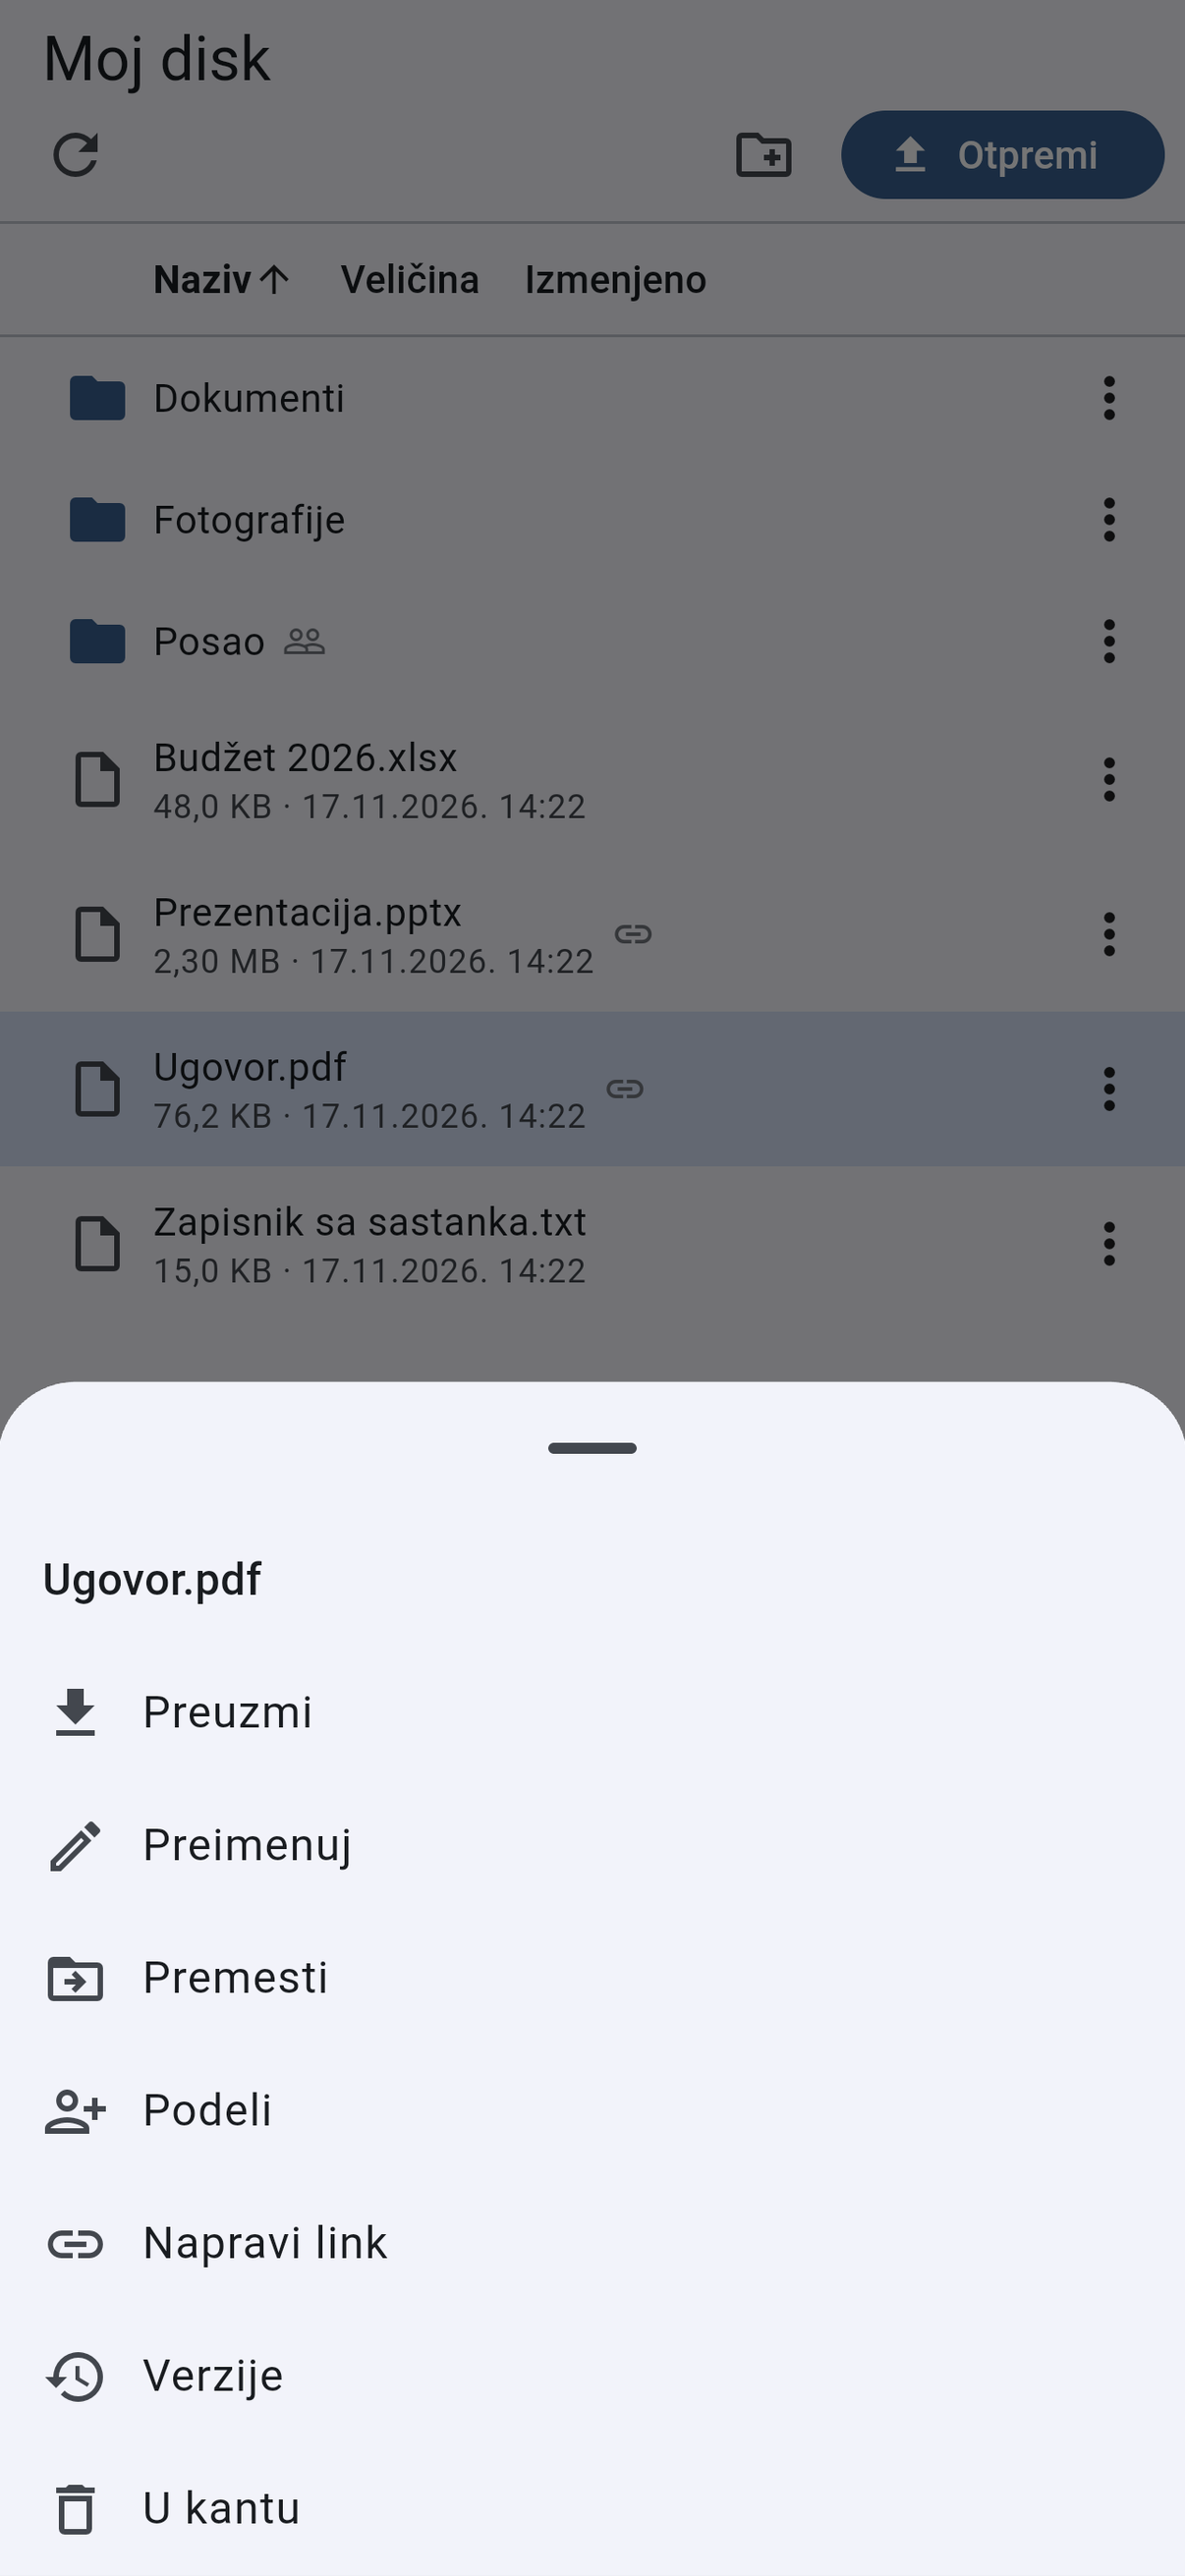 Moj disk
Otpremi
Naziv Veličina Izmenjeno
Dokumenti
Fotografije
Posao
Budžet 2026.xlsx
48,0 KB · 17.11.2026. 14:22
Prezentacija.pptx
2,30 MB · 17.11.2026. 14:22
Ugovor.pdf
76,2 KB · 17.11.2026. 14:22
Zapisnik sa sastanka.txt
15,0 KB · 17.11.2026. 14:22
Ugovor.pdf
Preuzmi
Preimenuj
Premesti
Podeli
Napravi link
Verzije
U kantu